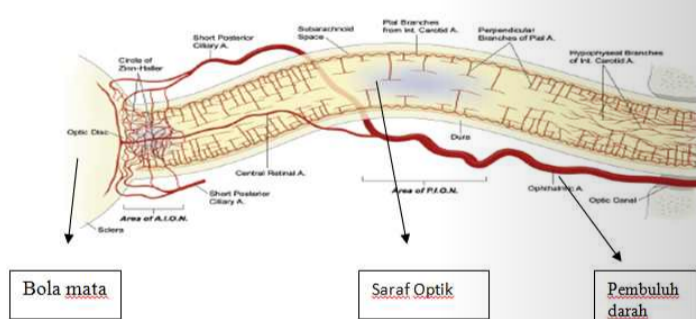 Short Posterior
Ciliary A.
Subarachnoid
Space
Pial Branches
from Int. Carotid A.
Perpendicular
Branches of Pial A.
Hypophyseal Branches
of Int. Carotid A.
Circle of
Zinn-Haller
Optic Disc
Dura
Central Retinal A.
Short Posterior
Ciliary A.
Area of A.I.O.N.
Area of P.I.O.N.
Ophthalmic A.
Optic Canal
Sclera
Bola mata
Saraf Optik
Pembuluh
darah